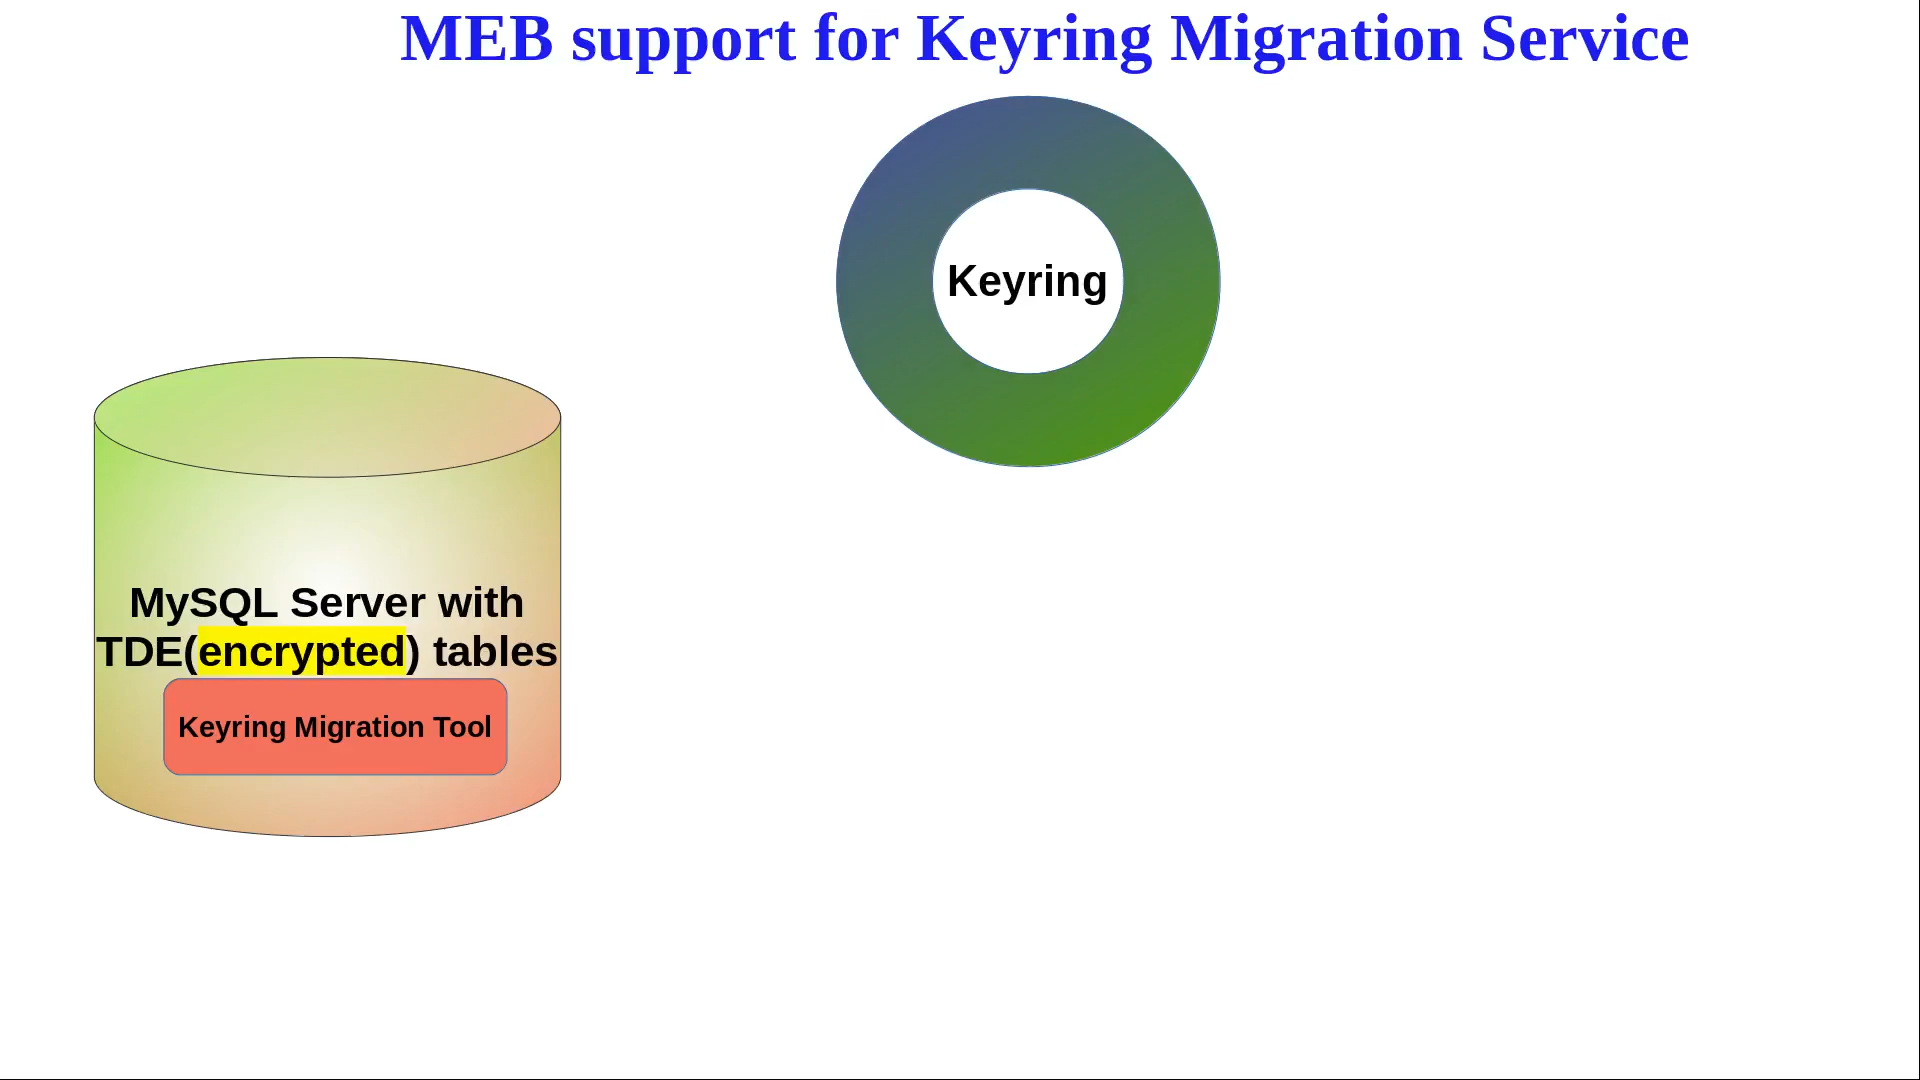 MEB support for Keyring Migration Service
Keyring
MySQL Server with
TDE(encrypted) tables
Keyring Migration Tool